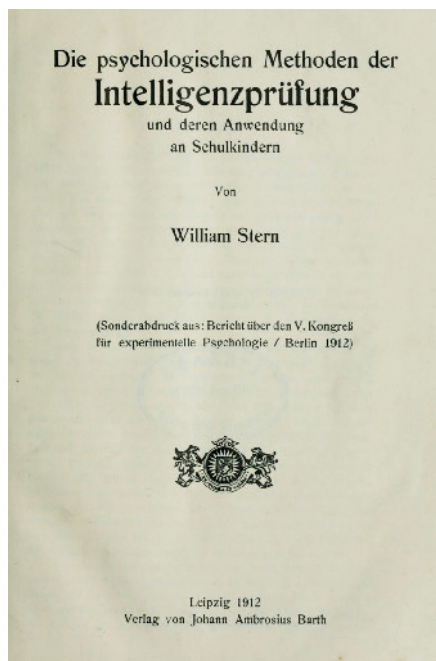 Die psychologischen Methoden der
Intelligenzprüfung
und deren Anwendung
an Schulkindern
Von
William Stern
(Sonderabdruck aus: Bericht über den V. Kongreß
für experimentelle Psychologie / Berlin 1912)
Leipzig 1912
Verlag von Johann Ambrosius Barth